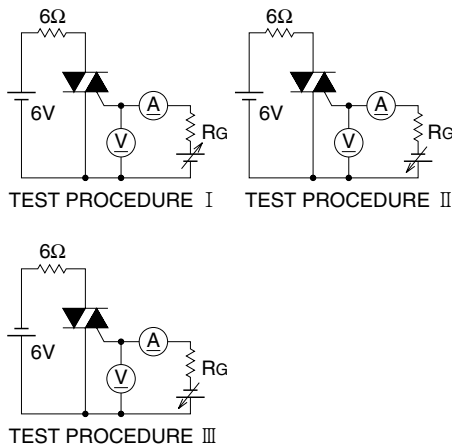 6Ω
6V
A
V
RG
TEST PROCEDURE Ⅰ
6Ω
6V
A
V
RG
TEST PROCEDURE Ⅱ
6Ω
6V
A
V
RG
TEST PROCEDURE Ⅲ